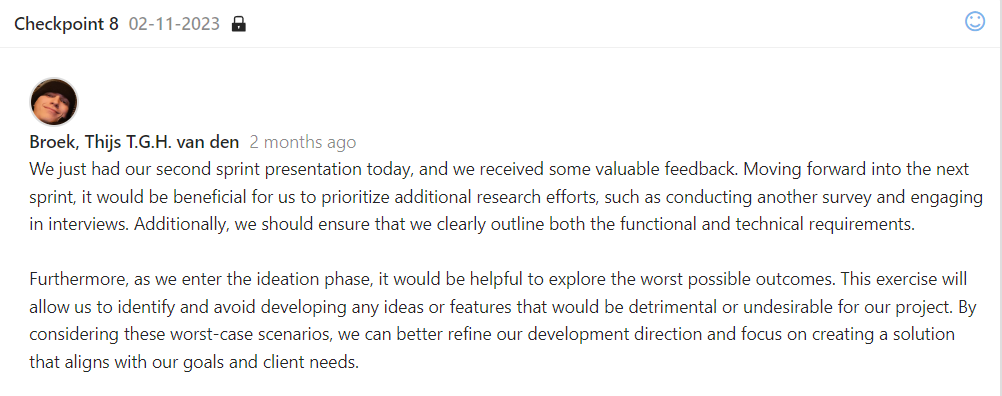 Checkpoint 8 02-11-2023
Broek, Thijs T.G.H. van den 2 months ago
We just had our second sprint presentation today, and we received some valuable feedback. Moving forward into the next
sprint, it would be beneficial for us to prioritize additional research efforts, such as conducting another survey and engaging
in interviews. Additionally, we should ensure that we clearly outline both the functional and technical requirements.
Furthermore, as we enter the ideation phase, it would be helpful to explore the worst possible outcomes. This exercise will
allow us to identify and avoid developing any ideas or features that would be detrimental or undesirable for our project. By
considering these worst-case scenarios, we can better refine our development direction and focus on creating a solution
that aligns with our goals and client needs.